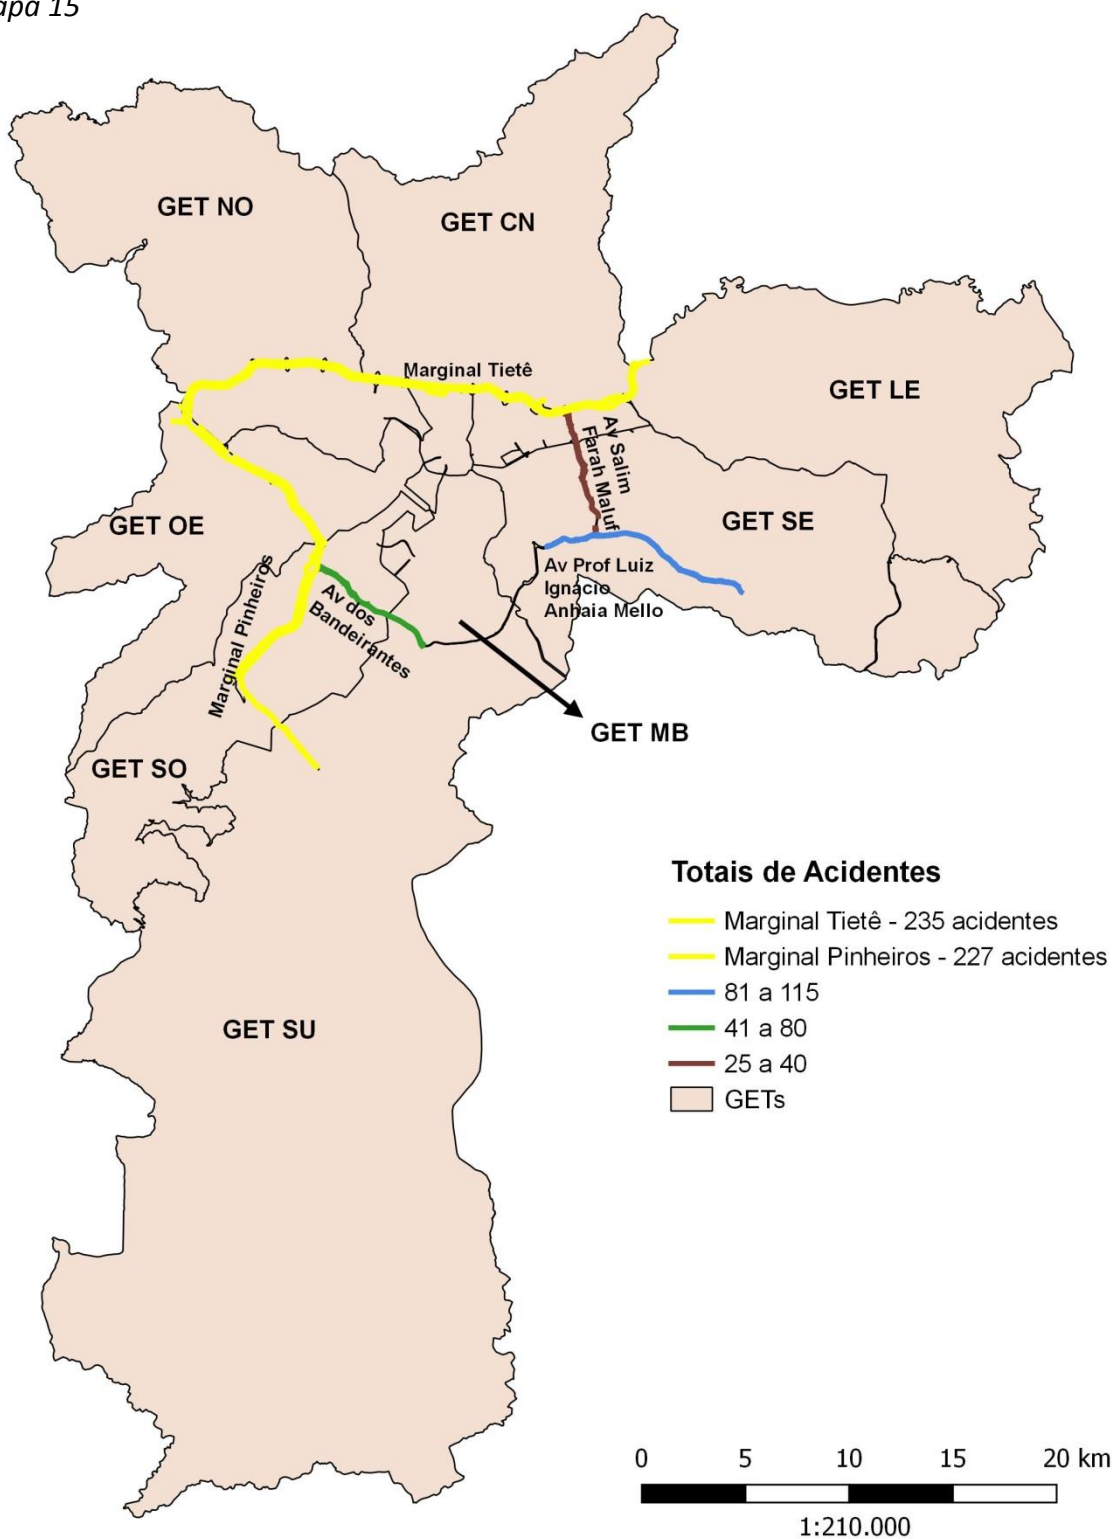 apa 15
GET NO
GET CN
Marginal Tietê
GET LE
Av Salim
Farah Maluf
GET OE
GET SE
Av Prof Luiz
Ignácio
Anhaia Mello
Marginal Pinheiros
Av dos
Bandeirantes
GET MB
GET SO
GET SU
Totais de Acidentes
Marginal Tietê - 235 acidentes
Marginal Pinheiros - 227 acidentes
81 a 115
41 a 80
25 a 40
GETs
0 5 10 15 20 km
1:210.000